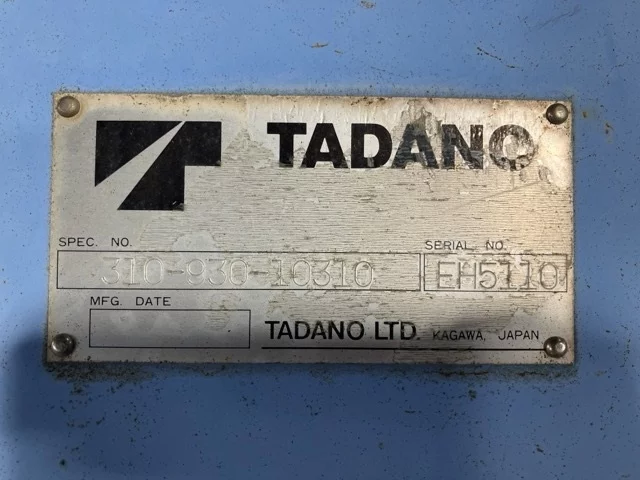 TADANO
SPEC. NO.
SERIAL. NO.
310-930-10310
EH5110
MFG. DATE
TADANO LTD. KAGAWA, JAPAN